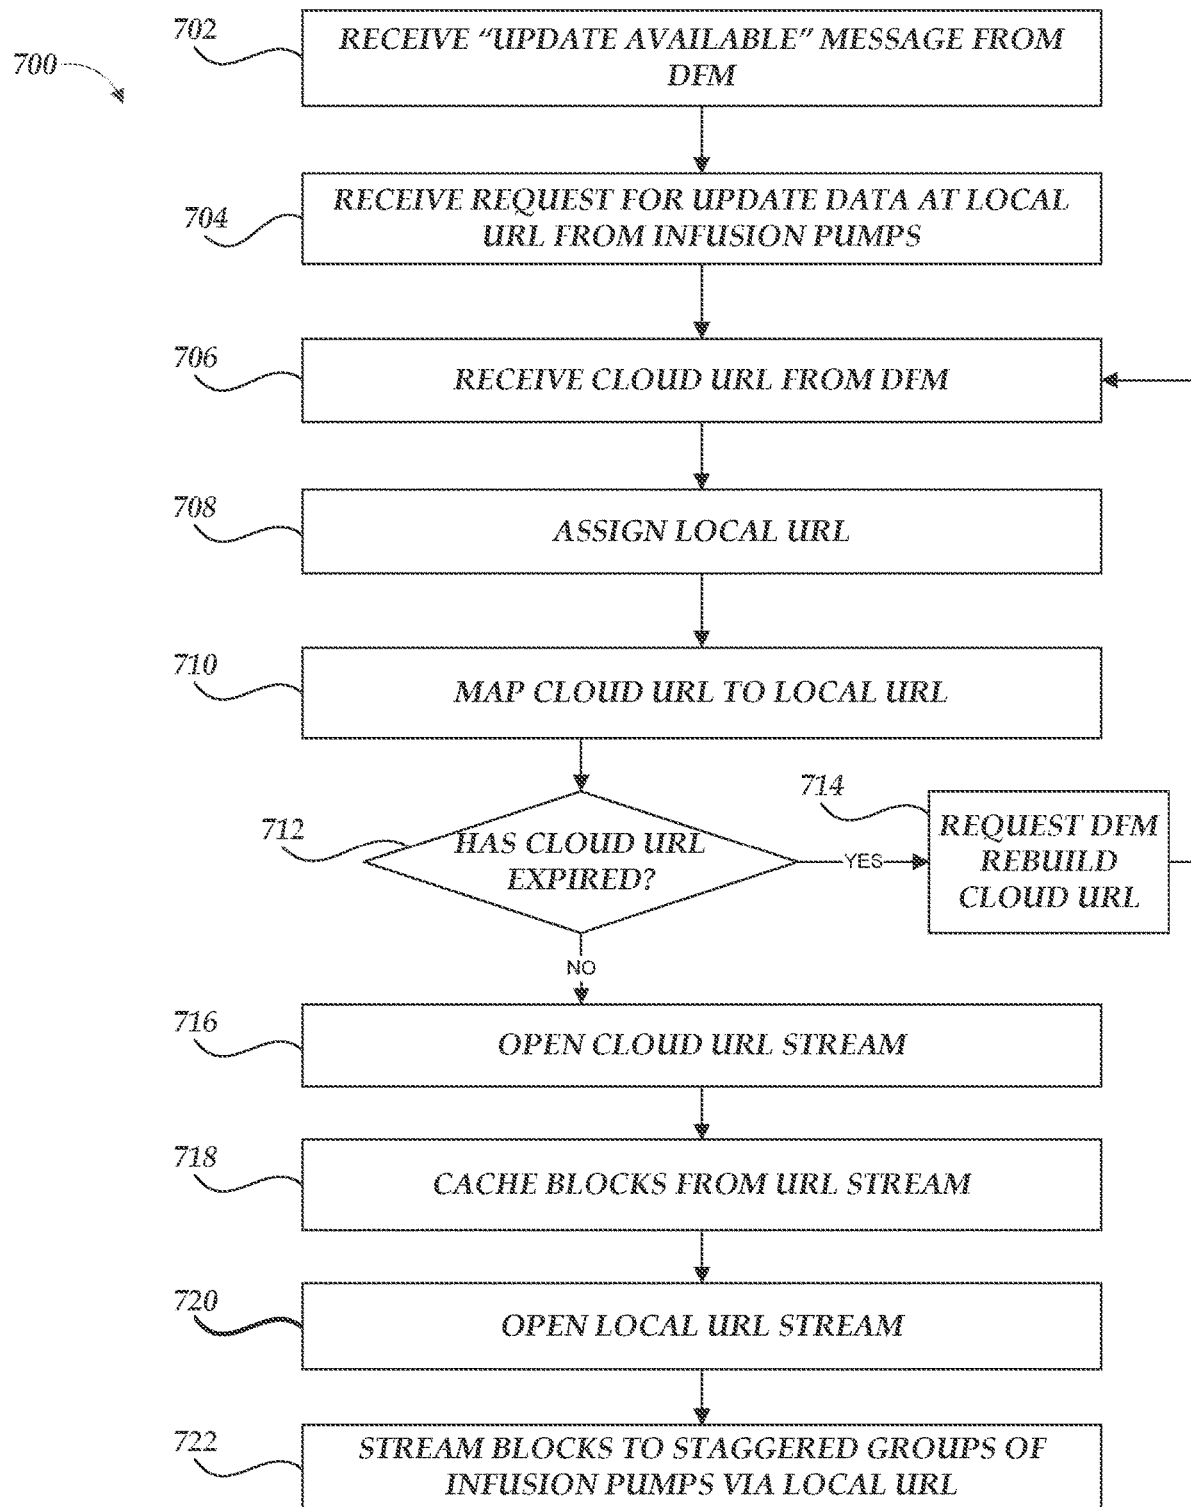 700
702
RECEIVE “UPDATE AVAILABLE” MESSAGE FROM
DFM
704
RECEIVE REQUEST FOR UPDATE DATA AT LOCAL
URL FROM INFUSION PUMPS
706
RECEIVE CLOUD URL FROM DFM
708
ASSIGN LOCAL URL
710
MAP CLOUD URL TO LOCAL URL
712
HAS CLOUD URL
EXPIRED?
YES
714
REQUEST DFM
REBUILD
CLOUD URL
NO
716
OPEN CLOUD URL STREAM
718
CACHE BLOCKS FROM URL STREAM
720
OPEN LOCAL URL STREAM
722
STREAM BLOCKS TO STAGGERED GROUPS OF
INFUSION PUMPS VIA LOCAL URL